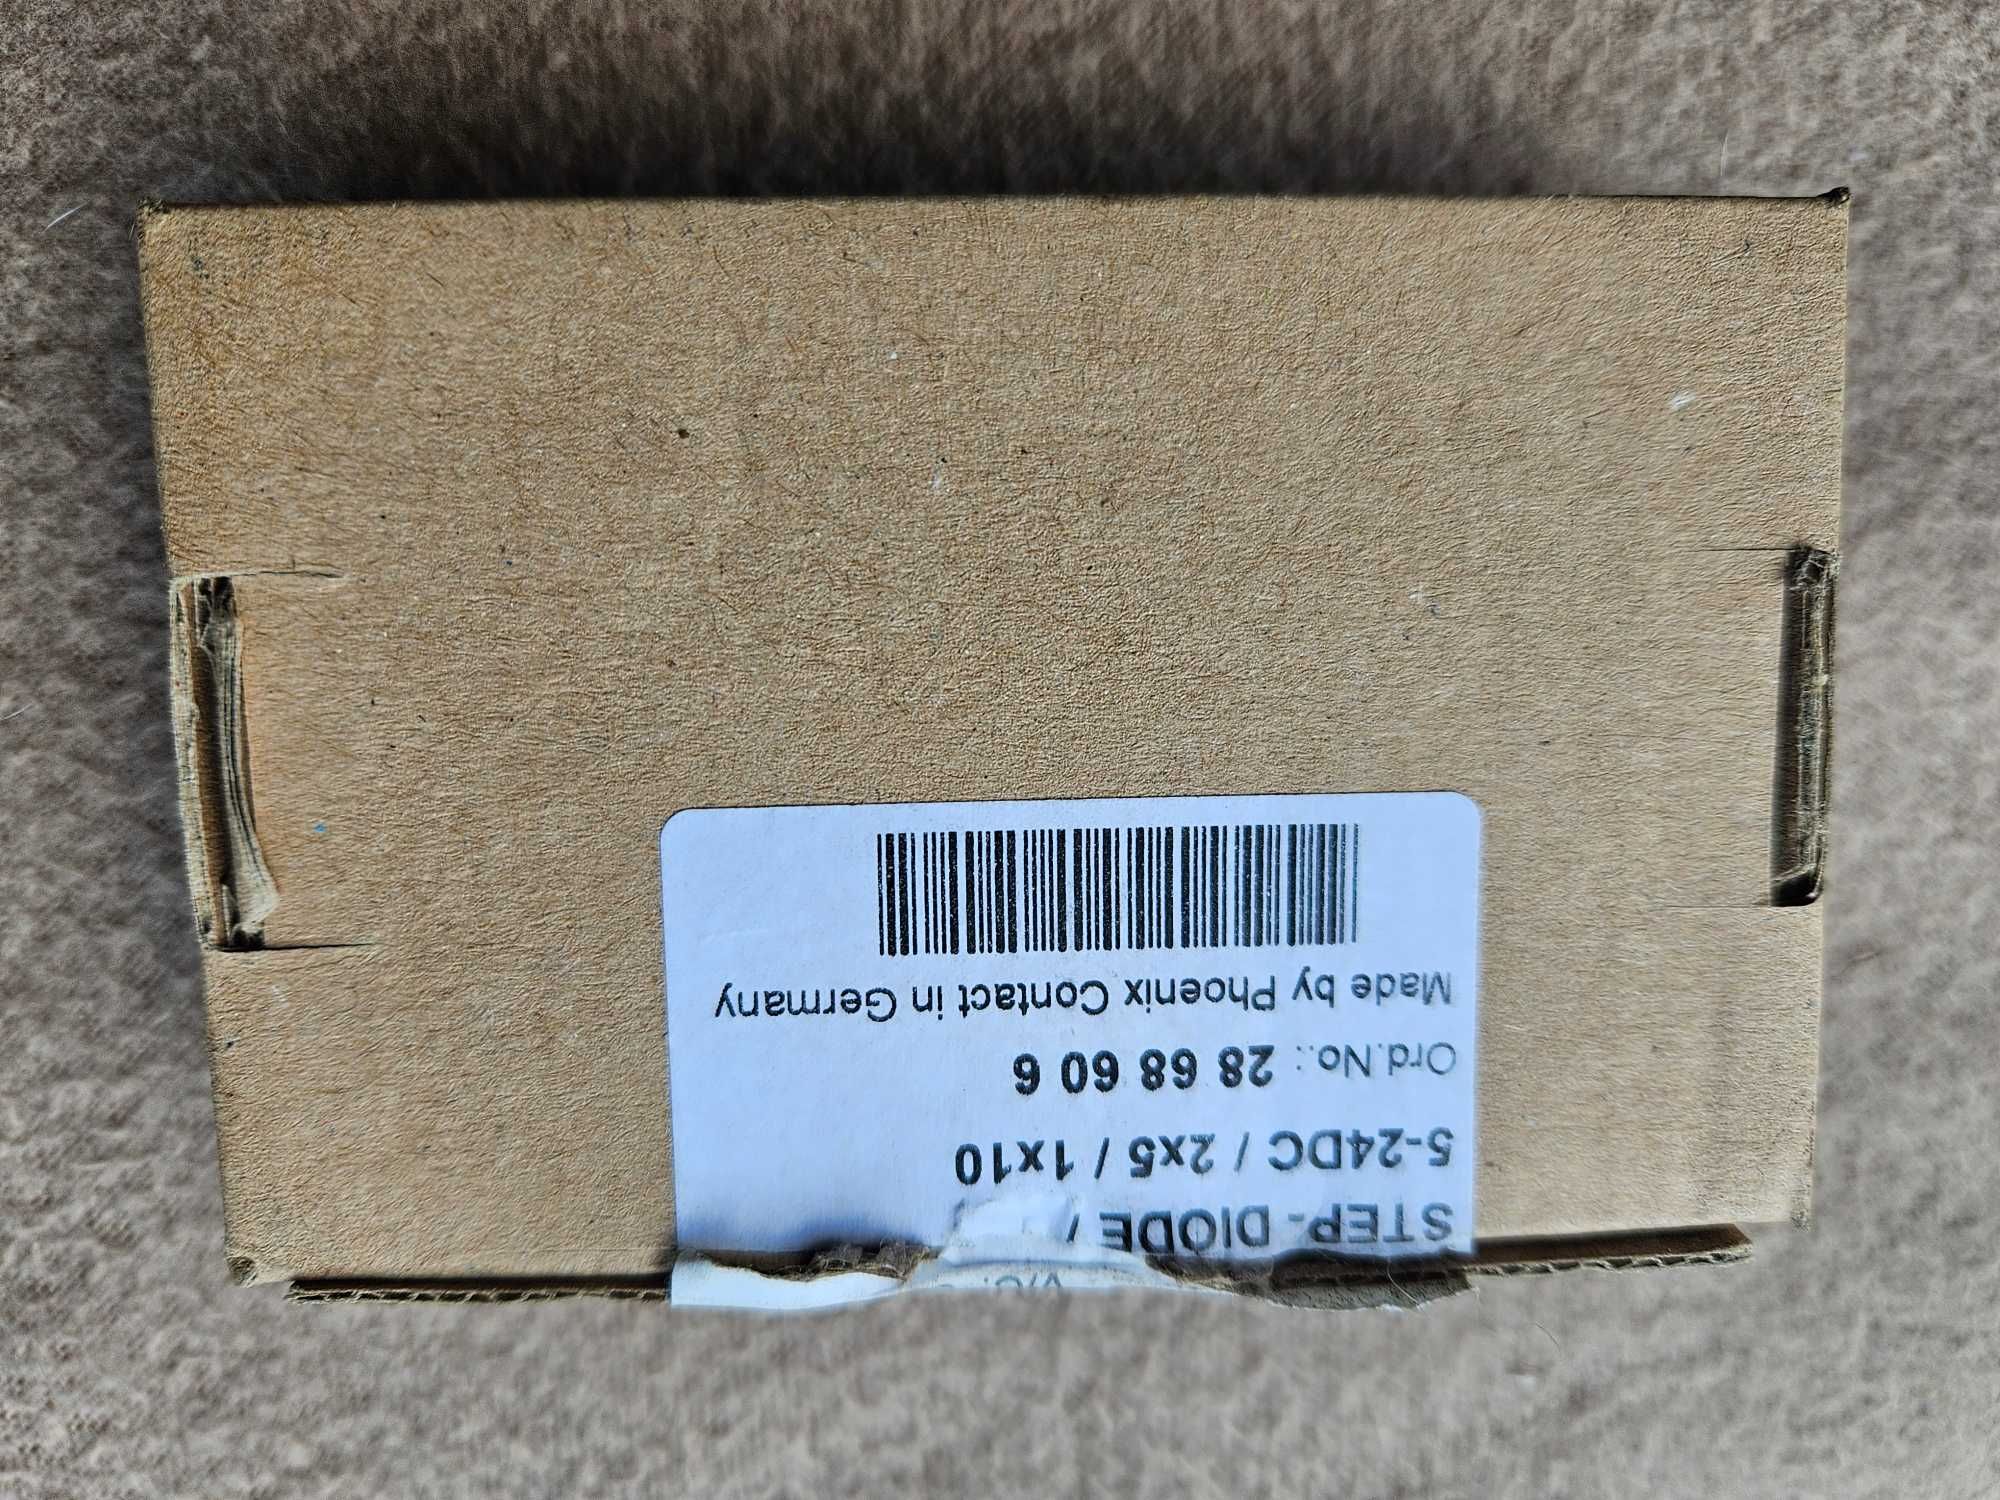 STEP- DIODE /
5-24DC / 2x5 / 1x10
Ord.No.: 28 68 60 6
Made by Phoenix Contact in Germany